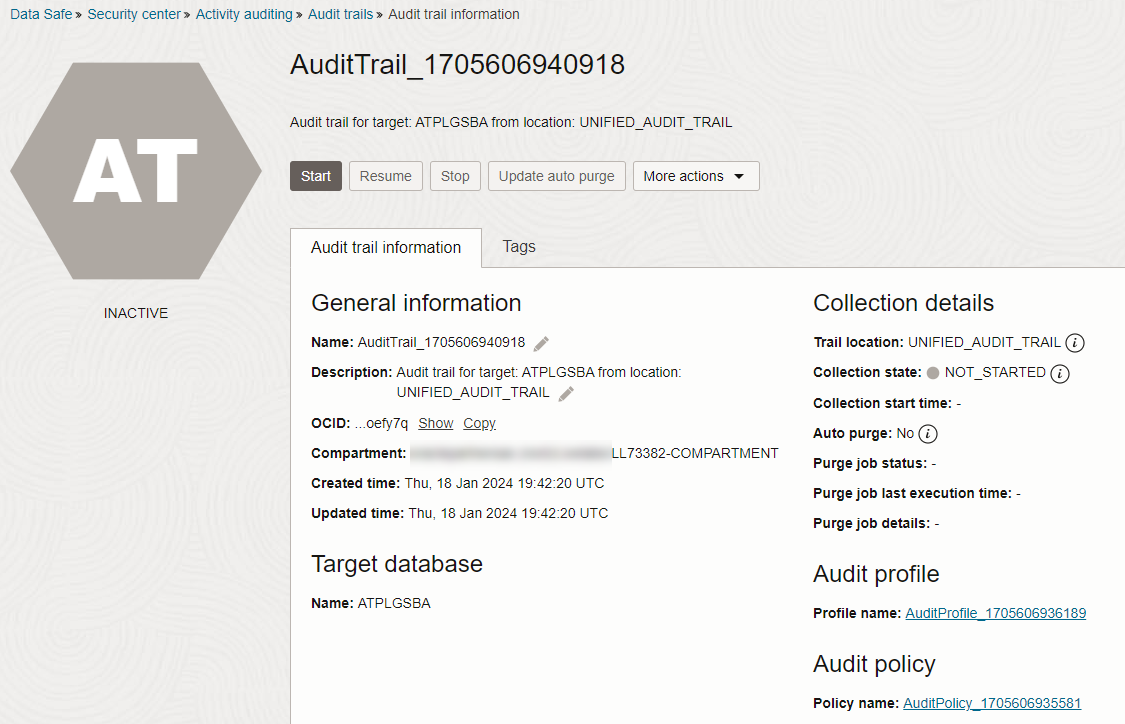 Data Safe » Security center » Activity auditing » Audit trails » Audit trail information
AT
INACTIVE
AuditTrail_1705606940918
Audit trail for target: ATPLGSBA from location: UNIFIED_AUDIT_TRAIL
Start Resume Stop Update auto purge More actions
Audit trail information Tags
General information
Name: AuditTrail_1705606940918
Description: Audit trail for target: ATPLGSBA from location:
UNIFIED_AUDIT_TRAIL
OCID: ...oefy7q Show Copy
Compartment: LL73382-COMPARTMENT
Created time: Thu, 18 Jan 2024 19:42:20 UTC
Updated time: Thu, 18 Jan 2024 19:42:20 UTC
Target database
Name: ATPLGSBA
Collection details
Trail location: UNIFIED_AUDIT_TRAIL i
Collection state: NOT_STARTED i
Collection start time: -
Auto purge: No i
Purge job status: -
Purge job last execution time: -
Purge job details: -
Audit profile
Profile name: AuditProfile_1705606936189
Audit policy
Policy name: AuditPolicy_1705606935581